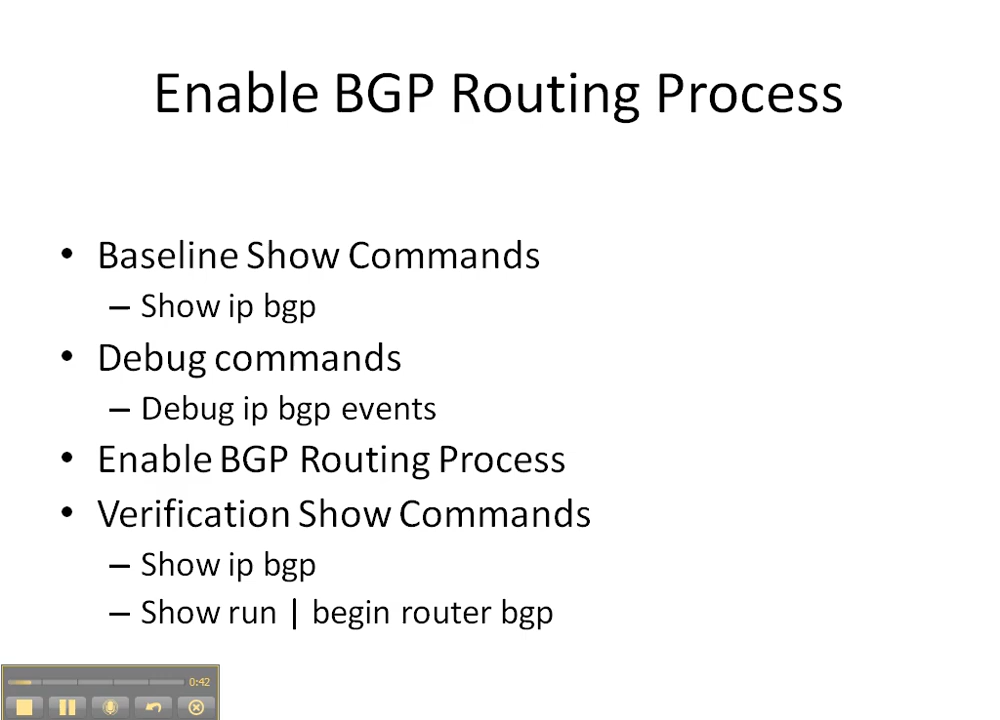 Enable BGP Routing Process
• Baseline Show Commands
– Show ip bgp
• Debug commands
– Debug ip bgp events
• Enable BGP Routing Process
• Verification Show Commands
– Show ip bgp
– Show run | begin router bgp
0:42